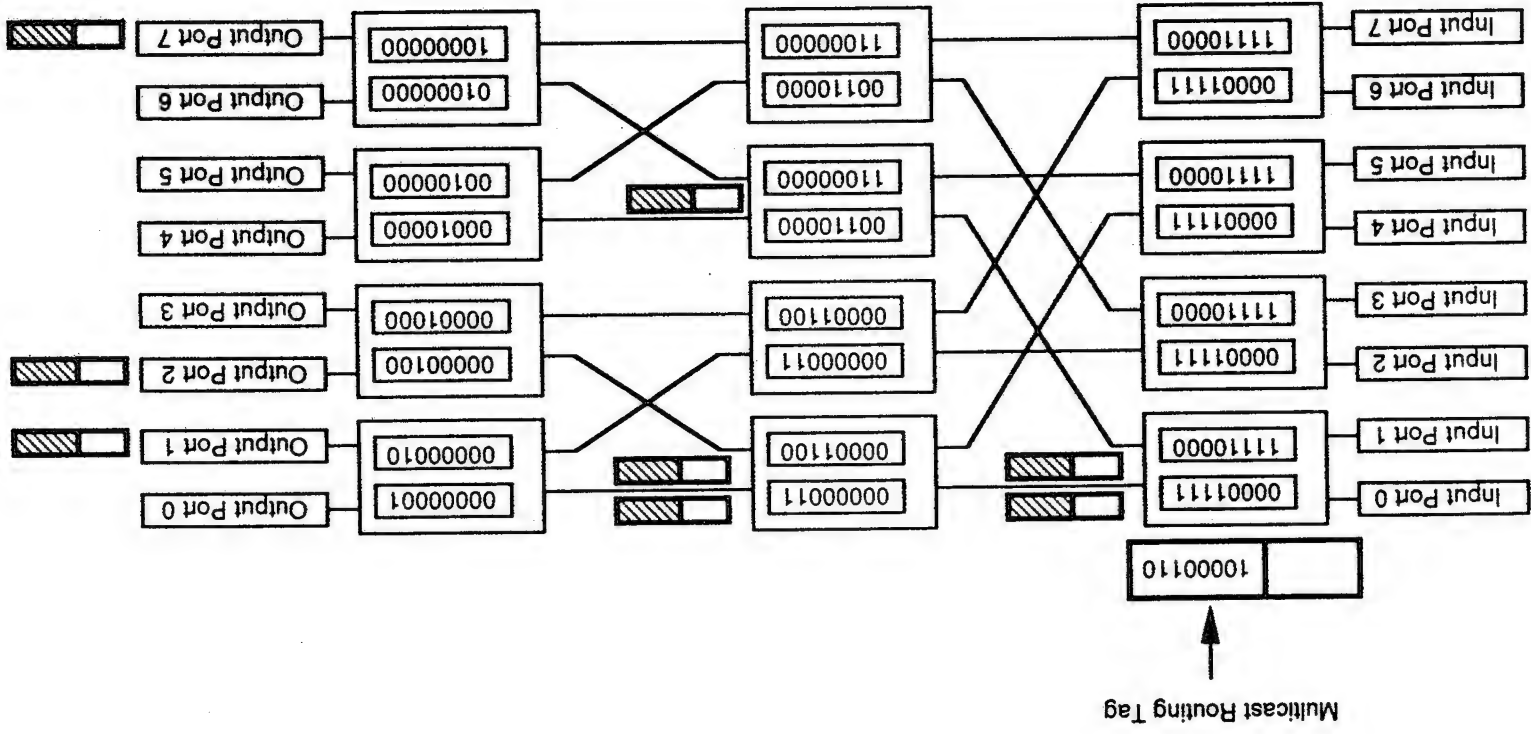 Multicast Routing Tag
10000110
Input Port 0 00001111 00000011 00000001 Output Port 0
Input Port 1 11110000 00001100 00000010 Output Port 1
Input Port 2 00001111 00000011 00000100 Output Port 2
Input Port 3 11110000 00001100 00001000 Output Port 3
Input Port 4 00001111 00110000 00010000 Output Port 4
Input Port 5 11110000 11000000 00100000 Output Port 5
Input Port 6 00001111 00110000 01000000 Output Port 6
Input Port 7 11110000 11000000 10000000 Output Port 7